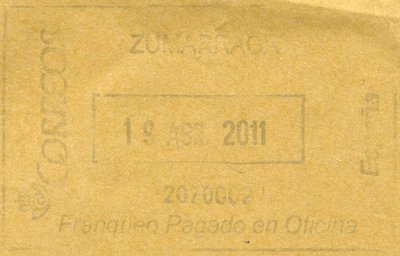 ZUMARRAGA
CORREOS
19 ABR 2011
España
2070002
Franqueo Pagado en Oficina